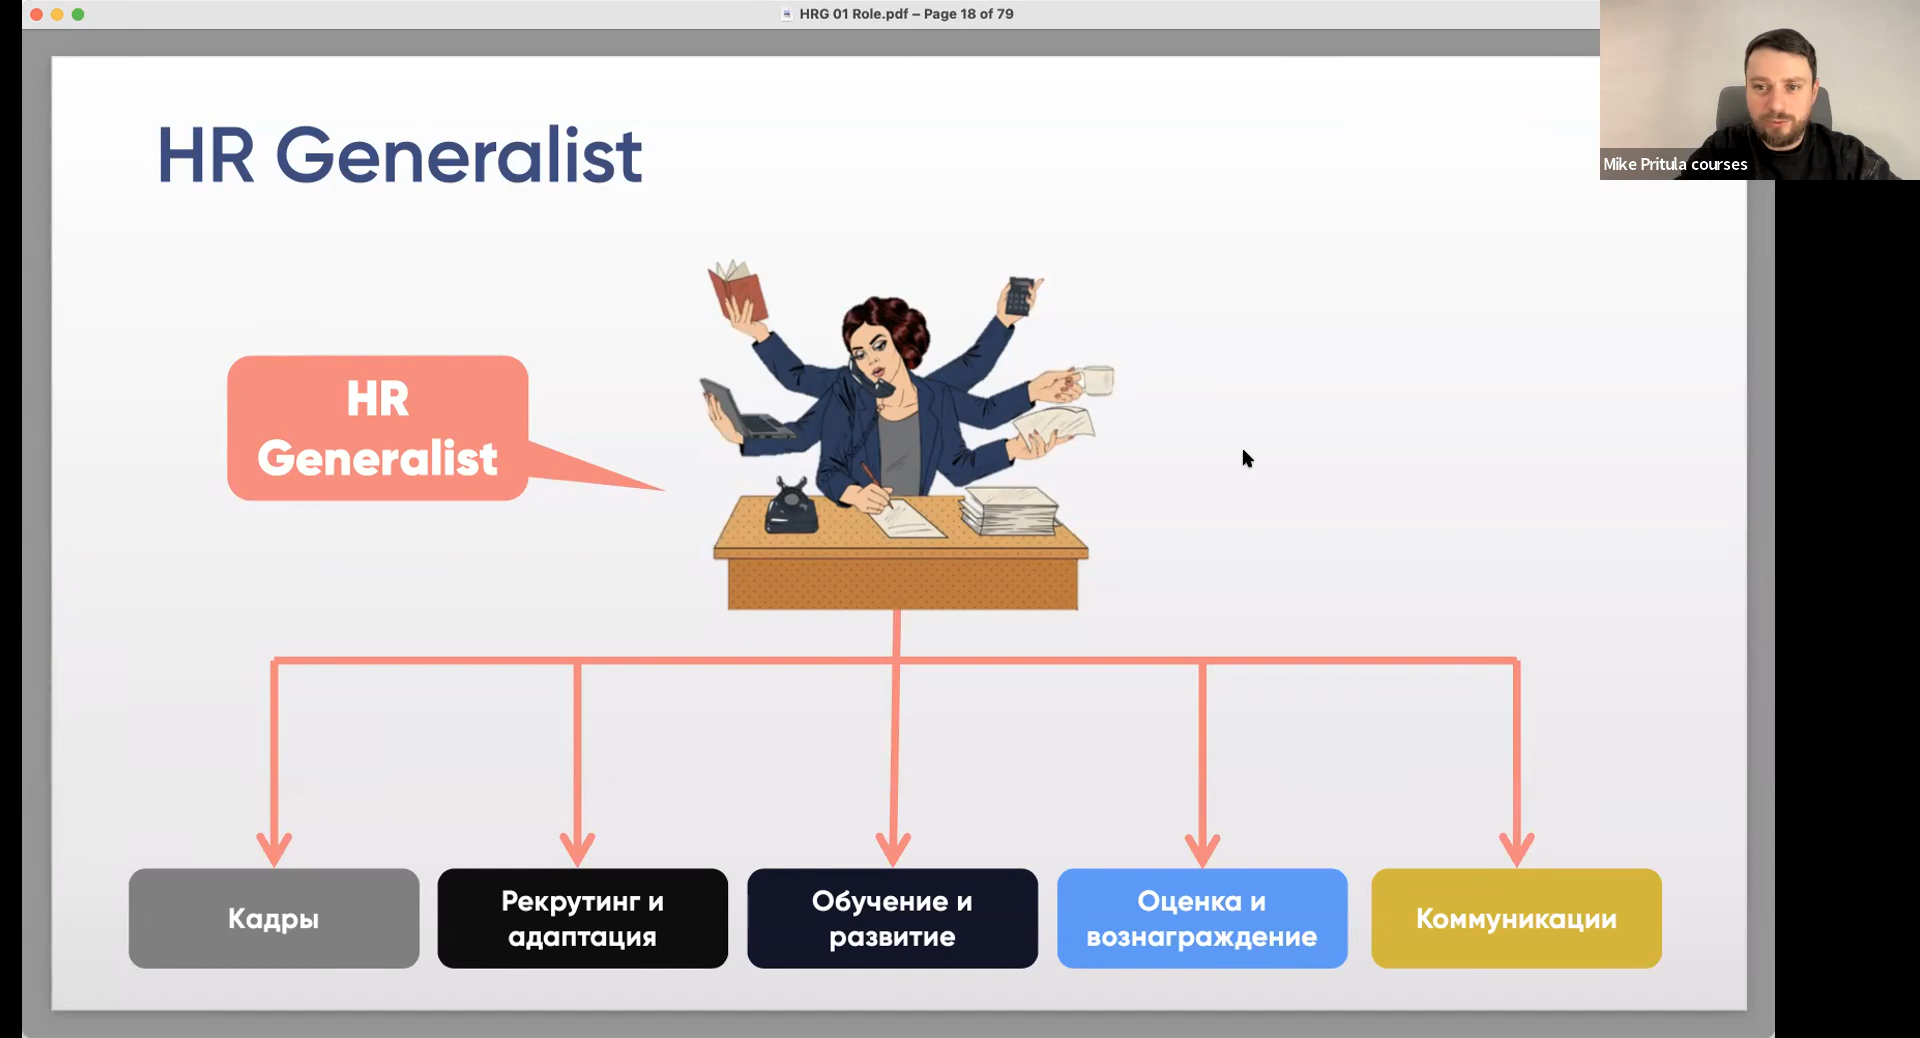 HRG 01 Role.pdf – Page 18 of 79
Mike Pritula courses
HR Generalist
HR
Generalist
Кадры
Рекрутинг и
адаптация
Обучение и
развитие
Оценка и
вознаграждение
Коммуникации